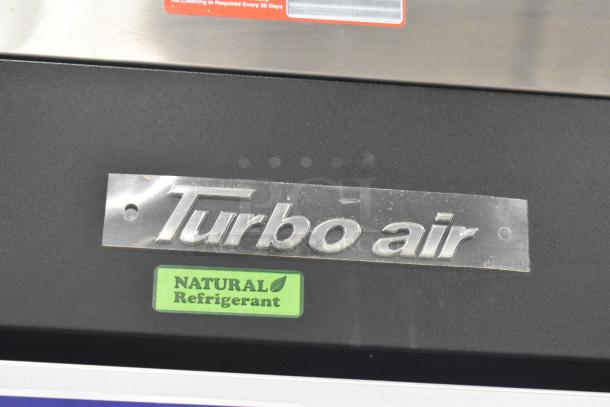 No Cleaning is Required Every 30 Days
Turbo air
NATURAL
Refrigerant